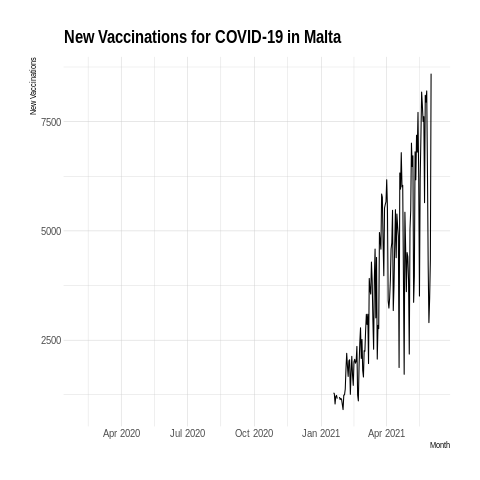 New Vaccinations for COVID-19 in Malta
New Vaccinations
7500
5000
2500
Apr 2020 Jul 2020 Oct 2020 Jan 2021 Apr 2021
Month